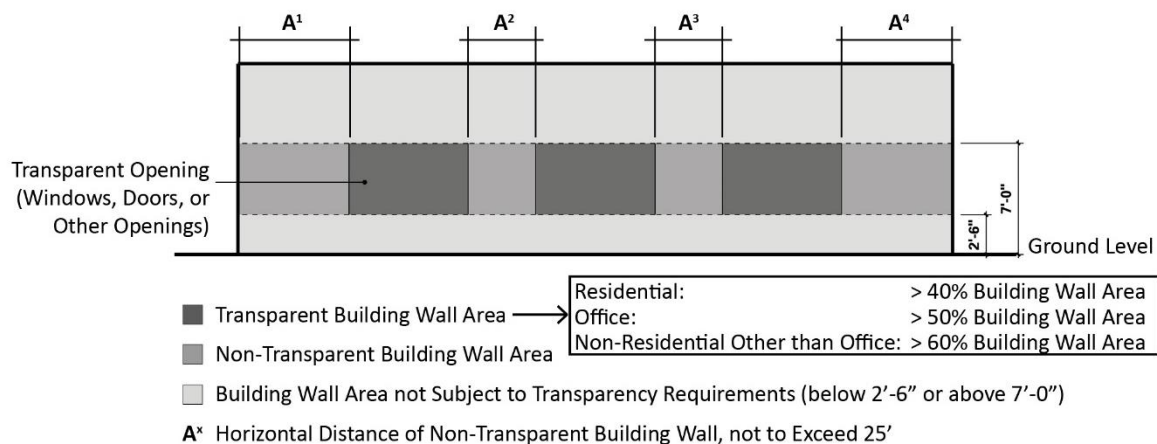 A¹ A² A³ A⁴
Transparent Opening
(Windows, Doors, or
Other Openings)
2'-6"
7'-0"
Ground Level
Transparent Building Wall Area
Residential: > 40% Building Wall Area
Office: > 50% Building Wall Area
Non-Residential Other than Office: > 60% Building Wall Area
Non-Transparent Building Wall Area
Building Wall Area not Subject to Transparency Requirements (below 2’-6” or above 7’-0”)
Aˣ Horizontal Distance of Non-Transparent Building Wall, not to Exceed 25’